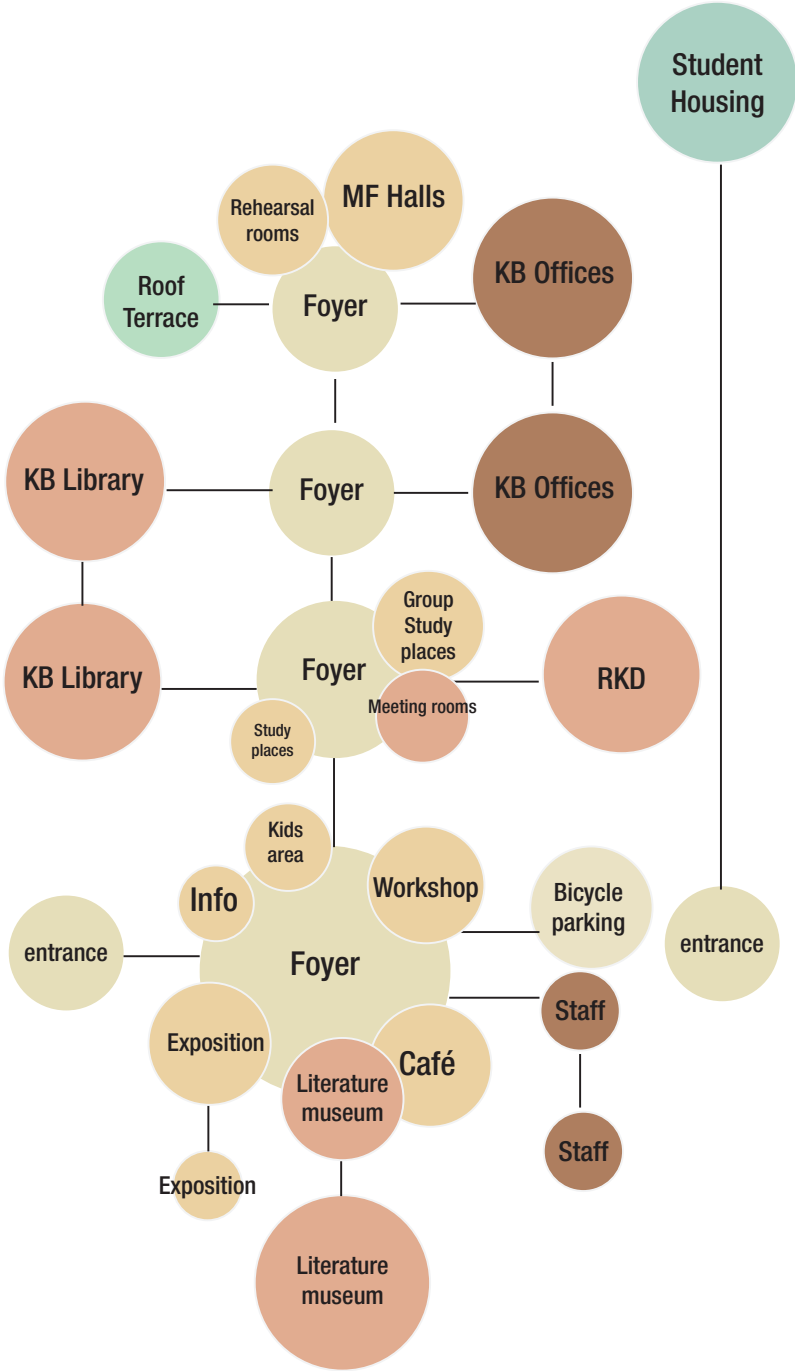 Student
Housing
MF Halls
Rehearsal
rooms
KB Offices
Roof
Terrace
Foyer
KB Library
Foyer
KB Offices
Group
Study
places
KB Library
Foyer
RKD
Meeting rooms
Study
places
Kids
area
Info
Workshop
Bicycle
parking
entrance
Foyer
entrance
Staff
Exposition
Café
Literature
museum
Staff
Exposition
Literature
museum